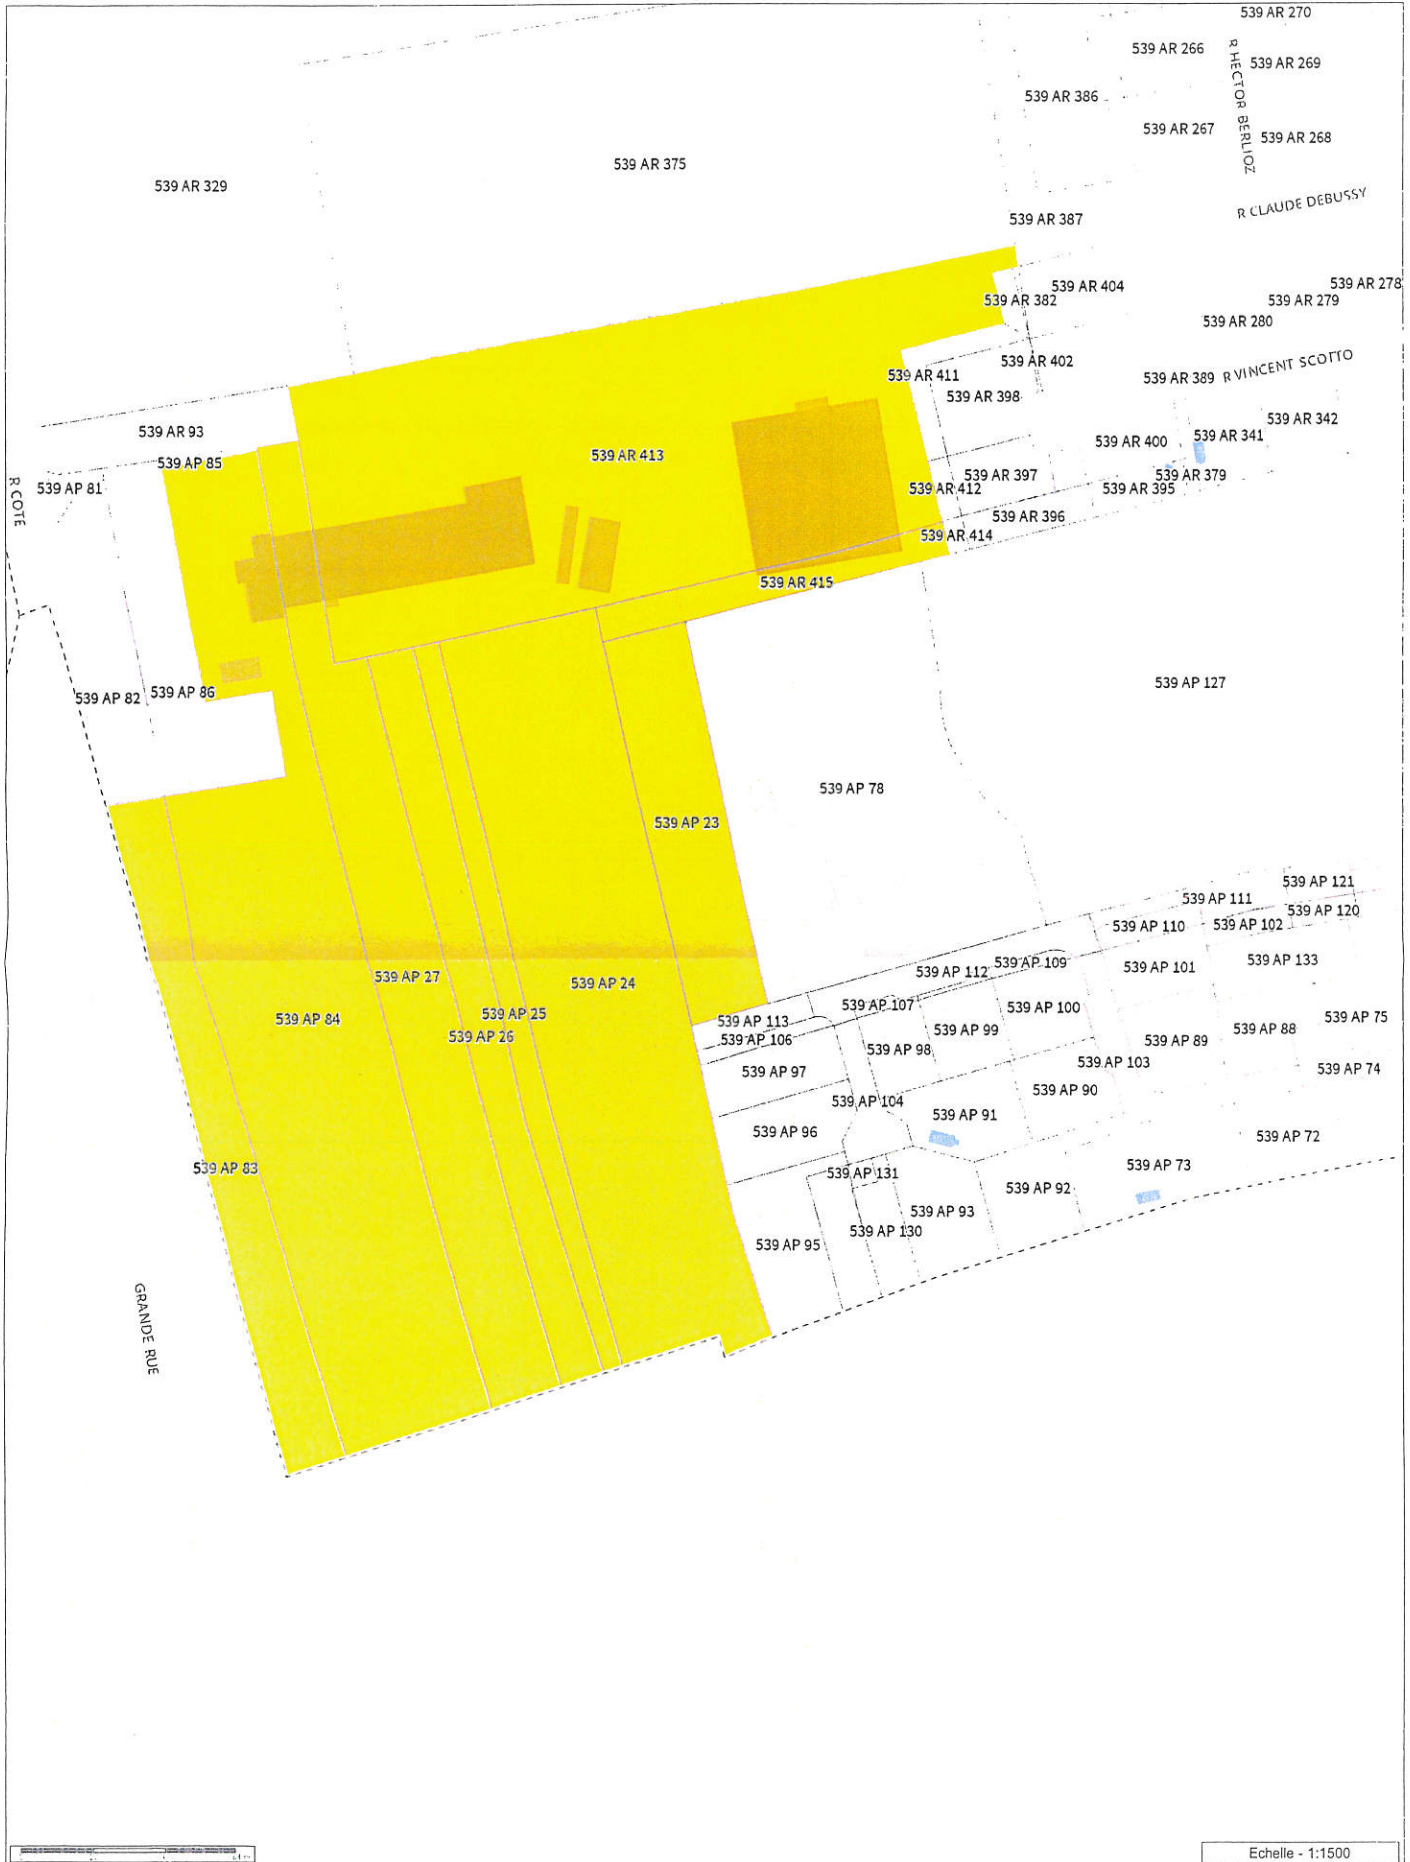 539 AR 270
539 AR 266
539 AR 269
539 AR 386
R HECTOR BERLIOZ
539 AR 267
539 AR 268
539 AR 375
539 AR 329
R CLAUDE DEBUSSY
539 AR 387
539 AR 404
539 AR 278
539 AR 382
539 AR 279
539 AR 280
539 AR 402
R VINCENT SCOTTO
539 AR 411
539 AR 389
539 AR 398
539 AR 342
539 AR 93
539 AR 400
539 AR 341
539 AR 413
539 AP 85
539 AR 397
539 AR 379
539 AP 81
539 AR 412
539 AR 395
R COTE
539 AR 396
539 AR 414
539 AR 415
539 AP 127
539 AP 82
539 AP 86
539 AP 78
539 AP 23
539 AP 121
539 AP 111
539 AP 120
539 AP 110
539 AP 102
539 AP 109
539 AP 133
539 AP 112
539 AP 101
539 AP 27
539 AP 24
539 AP 107
539 AP 100
539 AP 25
539 AP 84
539 AP 113
539 AP 75
539 AP 99
539 AP 88
539 AP 26
539 AP 106
539 AP 89
539 AP 98
539 AP 103
539 AP 74
539 AP 97
539 AP 90
539 AP 104
539 AP 91
539 AP 96
539 AP 72
539 AP 83
539 AP 131
539 AP 73
539 AP 92
539 AP 93
539 AP 130
539 AP 95
GRANDE RUE
Echelle - 1:1500